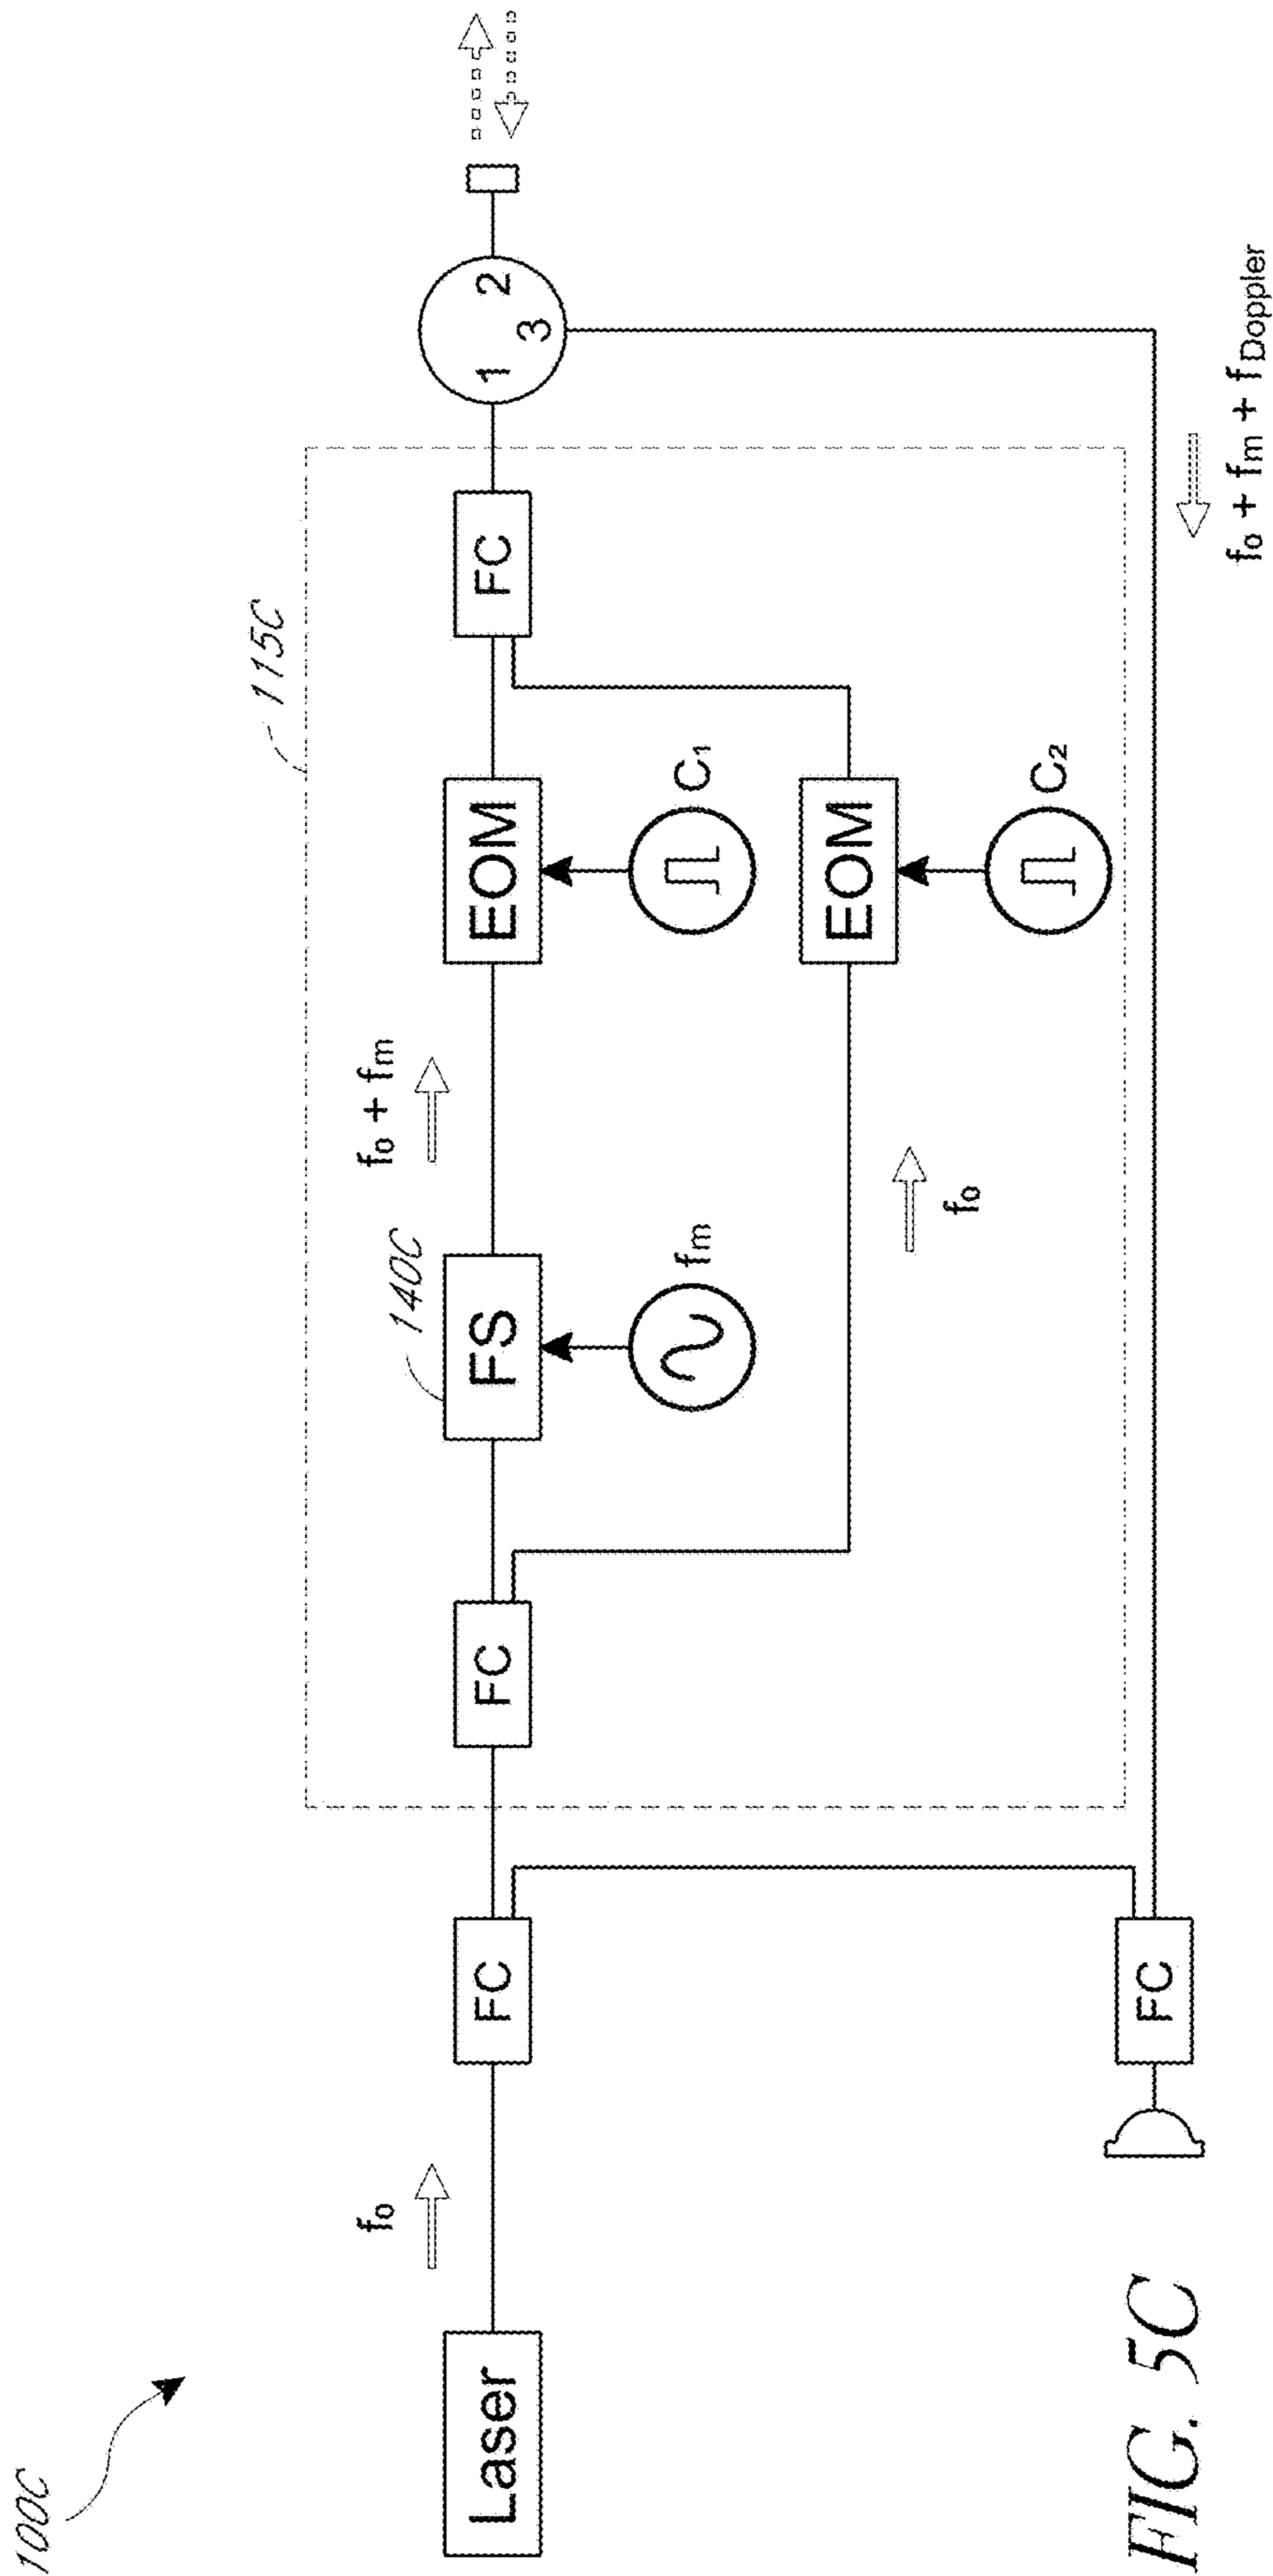 100C
115C
f₀
f₀ + fₘ
140C
Laser
FC
FC
FS
EOM
FC
1
2
3
fₘ
C₁
f₀
EOM
C₂
FC
f₀ + fₘ + f_Doppler
FIG. 5C